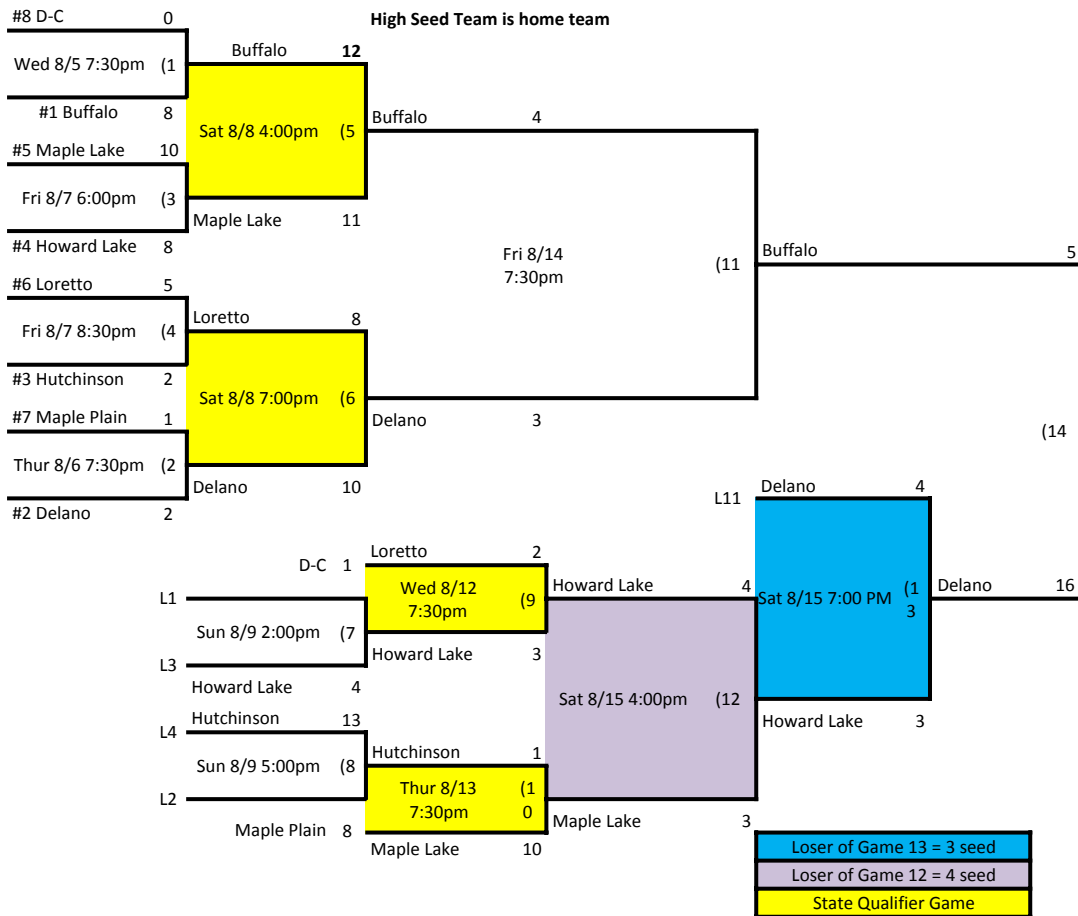 #8 D-C 0
High Seed Team is home team
Buffalo 12
Wed 8/5 7:30pm (1
#1 Buffalo 8
Buffalo 4
Sat 8/8 4:00pm (5
#5 Maple Lake 10
Fri 8/7 6:00pm (3
Maple Lake 11
#4 Howard Lake 8
Fri 8/14
7:30pm
(11
Buffalo 5
#6 Loretto 5
Loretto 8
Fri 8/7 8:30pm (4
#3 Hutchinson 2
Sat 8/8 7:00pm (6
#7 Maple Plain 1
Delano 3
(14
Thur 8/6 7:30pm (2
Delano 10
#2 Delano 2
L11
Delano 4
D-C 1
Loretto 2
Wed 8/12
7:30pm
(9
Howard Lake 4
Sat 8/15 7:00 PM (1
3
Delano 16
L1
Sun 8/9 2:00pm (7
L3
Howard Lake 3
Howard Lake 4
Sat 8/15 4:00pm (12
Howard Lake 3
Hutchinson 13
L4
Hutchinson 1
Sun 8/9 5:00pm (8
Thur 8/13
7:30pm
(1
0
L2
Maple Lake 3
Maple Plain 8
Maple Lake 10
Loser of Game 13 = 3 seed
Loser of Game 12 = 4 seed
State Qualifier Game